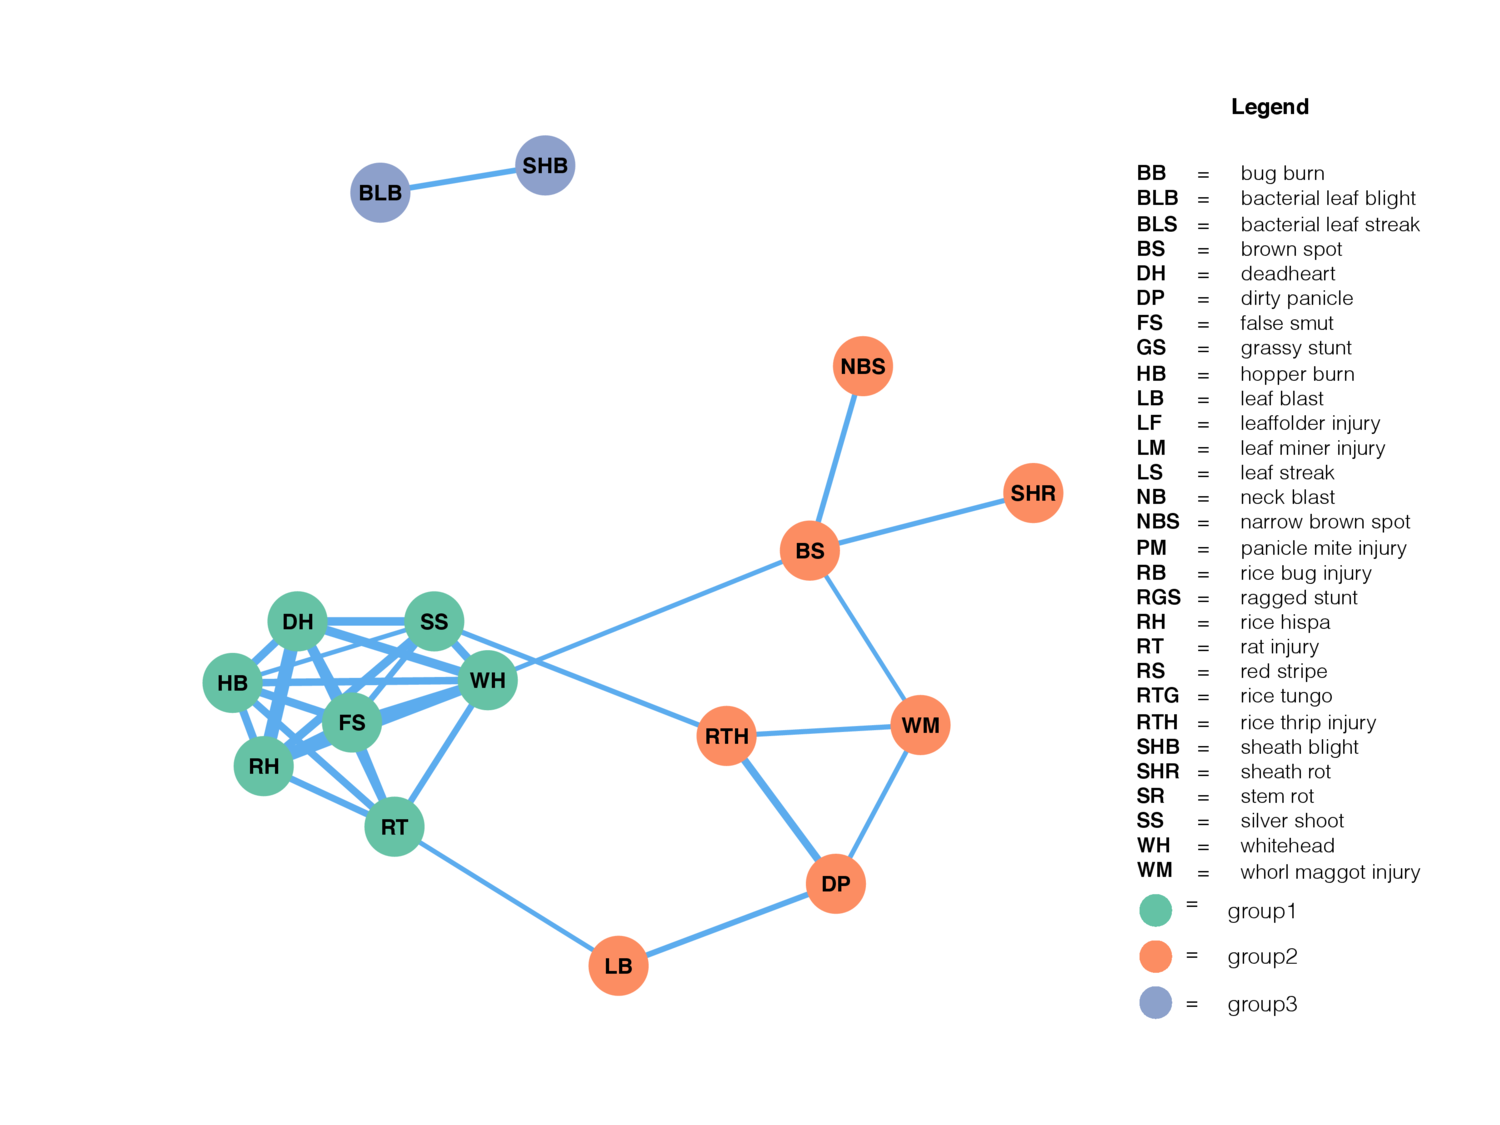 Legend
BB = bug burn
BLB = bacterial leaf blight
BLS = bacterial leaf streak
BS = brown spot
DH = deadheart
DP = dirty panicle
FS = false smut
GS = grassy stunt
HB = hopper burn
LB = leaf blast
LF = leaffolder injury
LM = leaf miner injury
LS = leaf streak
NB = neck blast
NBS = narrow brown spot
PM = panicle mite injury
RB = rice bug injury
RGS = ragged stunt
RH = rice hispa
RT = rat injury
RS = red stripe
RTG = rice tungo
RTH = rice thrip injury
SHB = sheath blight
SHR = sheath rot
SR = stem rot
SS = silver shoot
WH = whitehead
WM = whorl maggot injury
= group1
= group2
= group3
SHB
BLB
NBS
SHR
BS
DH
SS
HB
WH
FS
RTH
WM
RH
RT
DP
LB